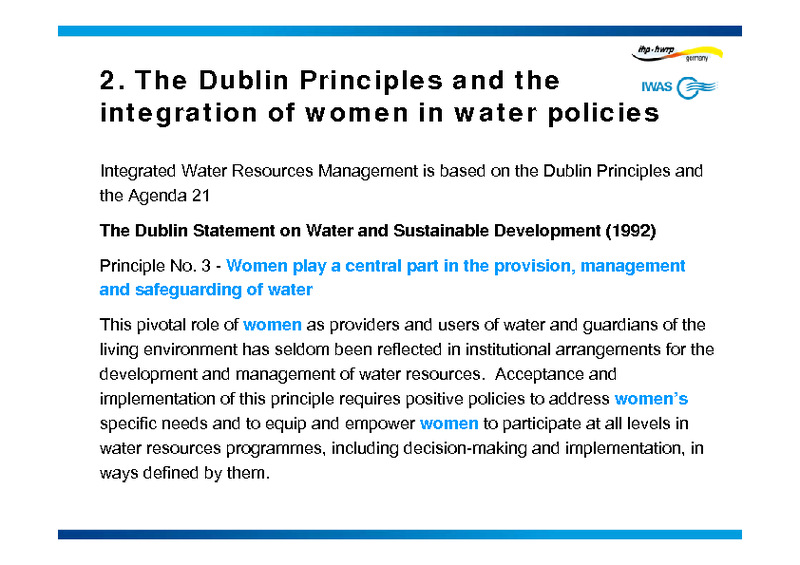 ihp - hwrp
germany
IWAS
2. The Dublin Principles and the
integration of women in water policies
Integrated Water Resources Management is based on the Dublin Principles and
the Agenda 21
The Dublin Statement on Water and Sustainable Development (1992)
Principle No. 3 - Women play a central part in the provision, management
and safeguarding of water
This pivotal role of women as providers and users of water and guardians of the
living environment has seldom been reflected in institutional arrangements for the
development and management of water resources.  Acceptance and
implementation of this principle requires positive policies to address women's
specific needs and to equip and empower women to participate at all levels in
water resources programmes, including decision-making and implementation, in
ways defined by them.